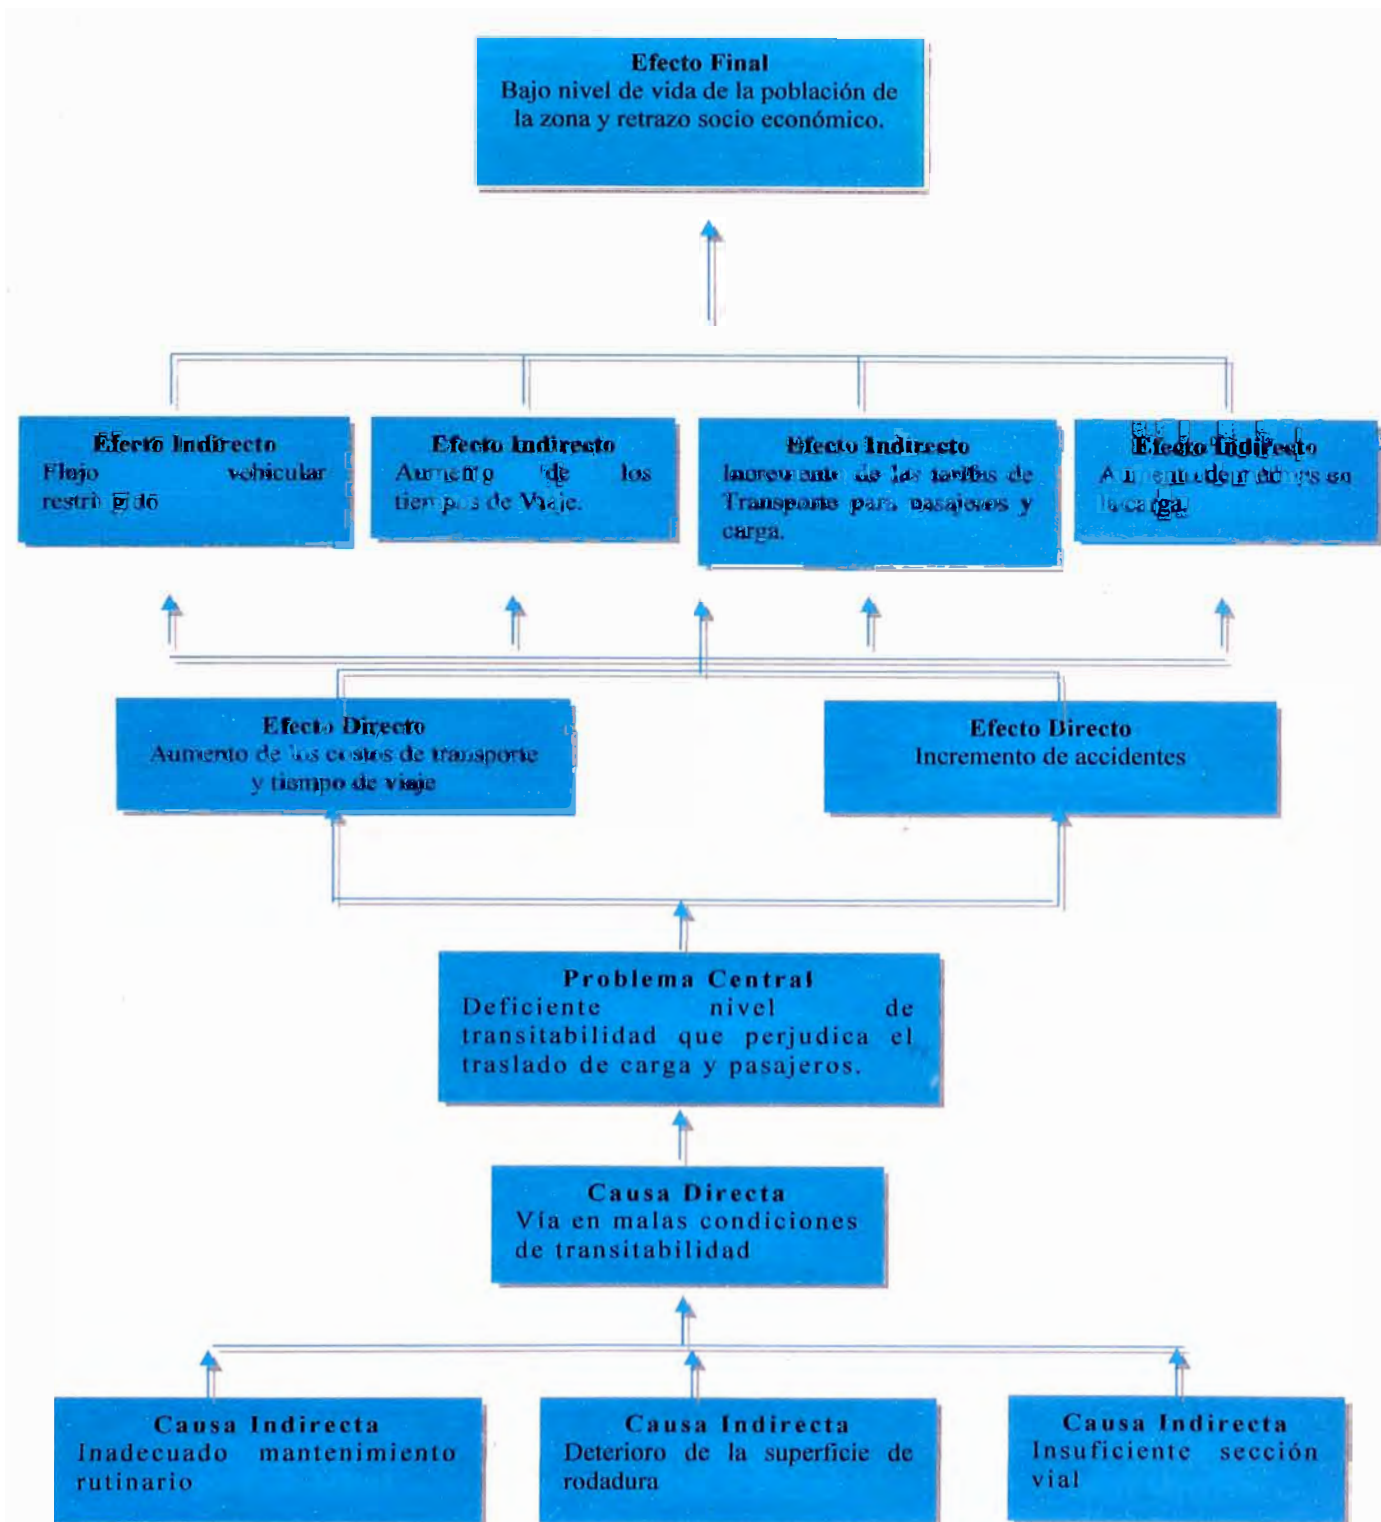 Efecto Final
Bajo nivel de vida de la población de
la zona y retrazo socio económico.
Efecto Indirecto
Flujo vehicular
restringido
Efecto Indirecto
Aumento de los
tiempos de Viaje.
Efecto Indirecto
Incremento de las tarifas de
Transporte para pasajeros y
carga.
Efecto Indirecto
Aumento de en
la carga.
Efecto Directo
Aumento de los costos de transporte
y tiempo de viaje
Efecto Directo
Incremento de accidentes
Problema Central
Deficiente nivel de
transitabilidad que perjudica el
traslado de carga y pasajeros.
Causa Directa
Vía en malas condiciones
de transitabilidad
Causa Indirecta
Inadecuado mantenimiento
rutinario
Causa Indirecta
Deterioro de la superficie de
rodadura
Causa Indirecta
Insuficiente sección
vial